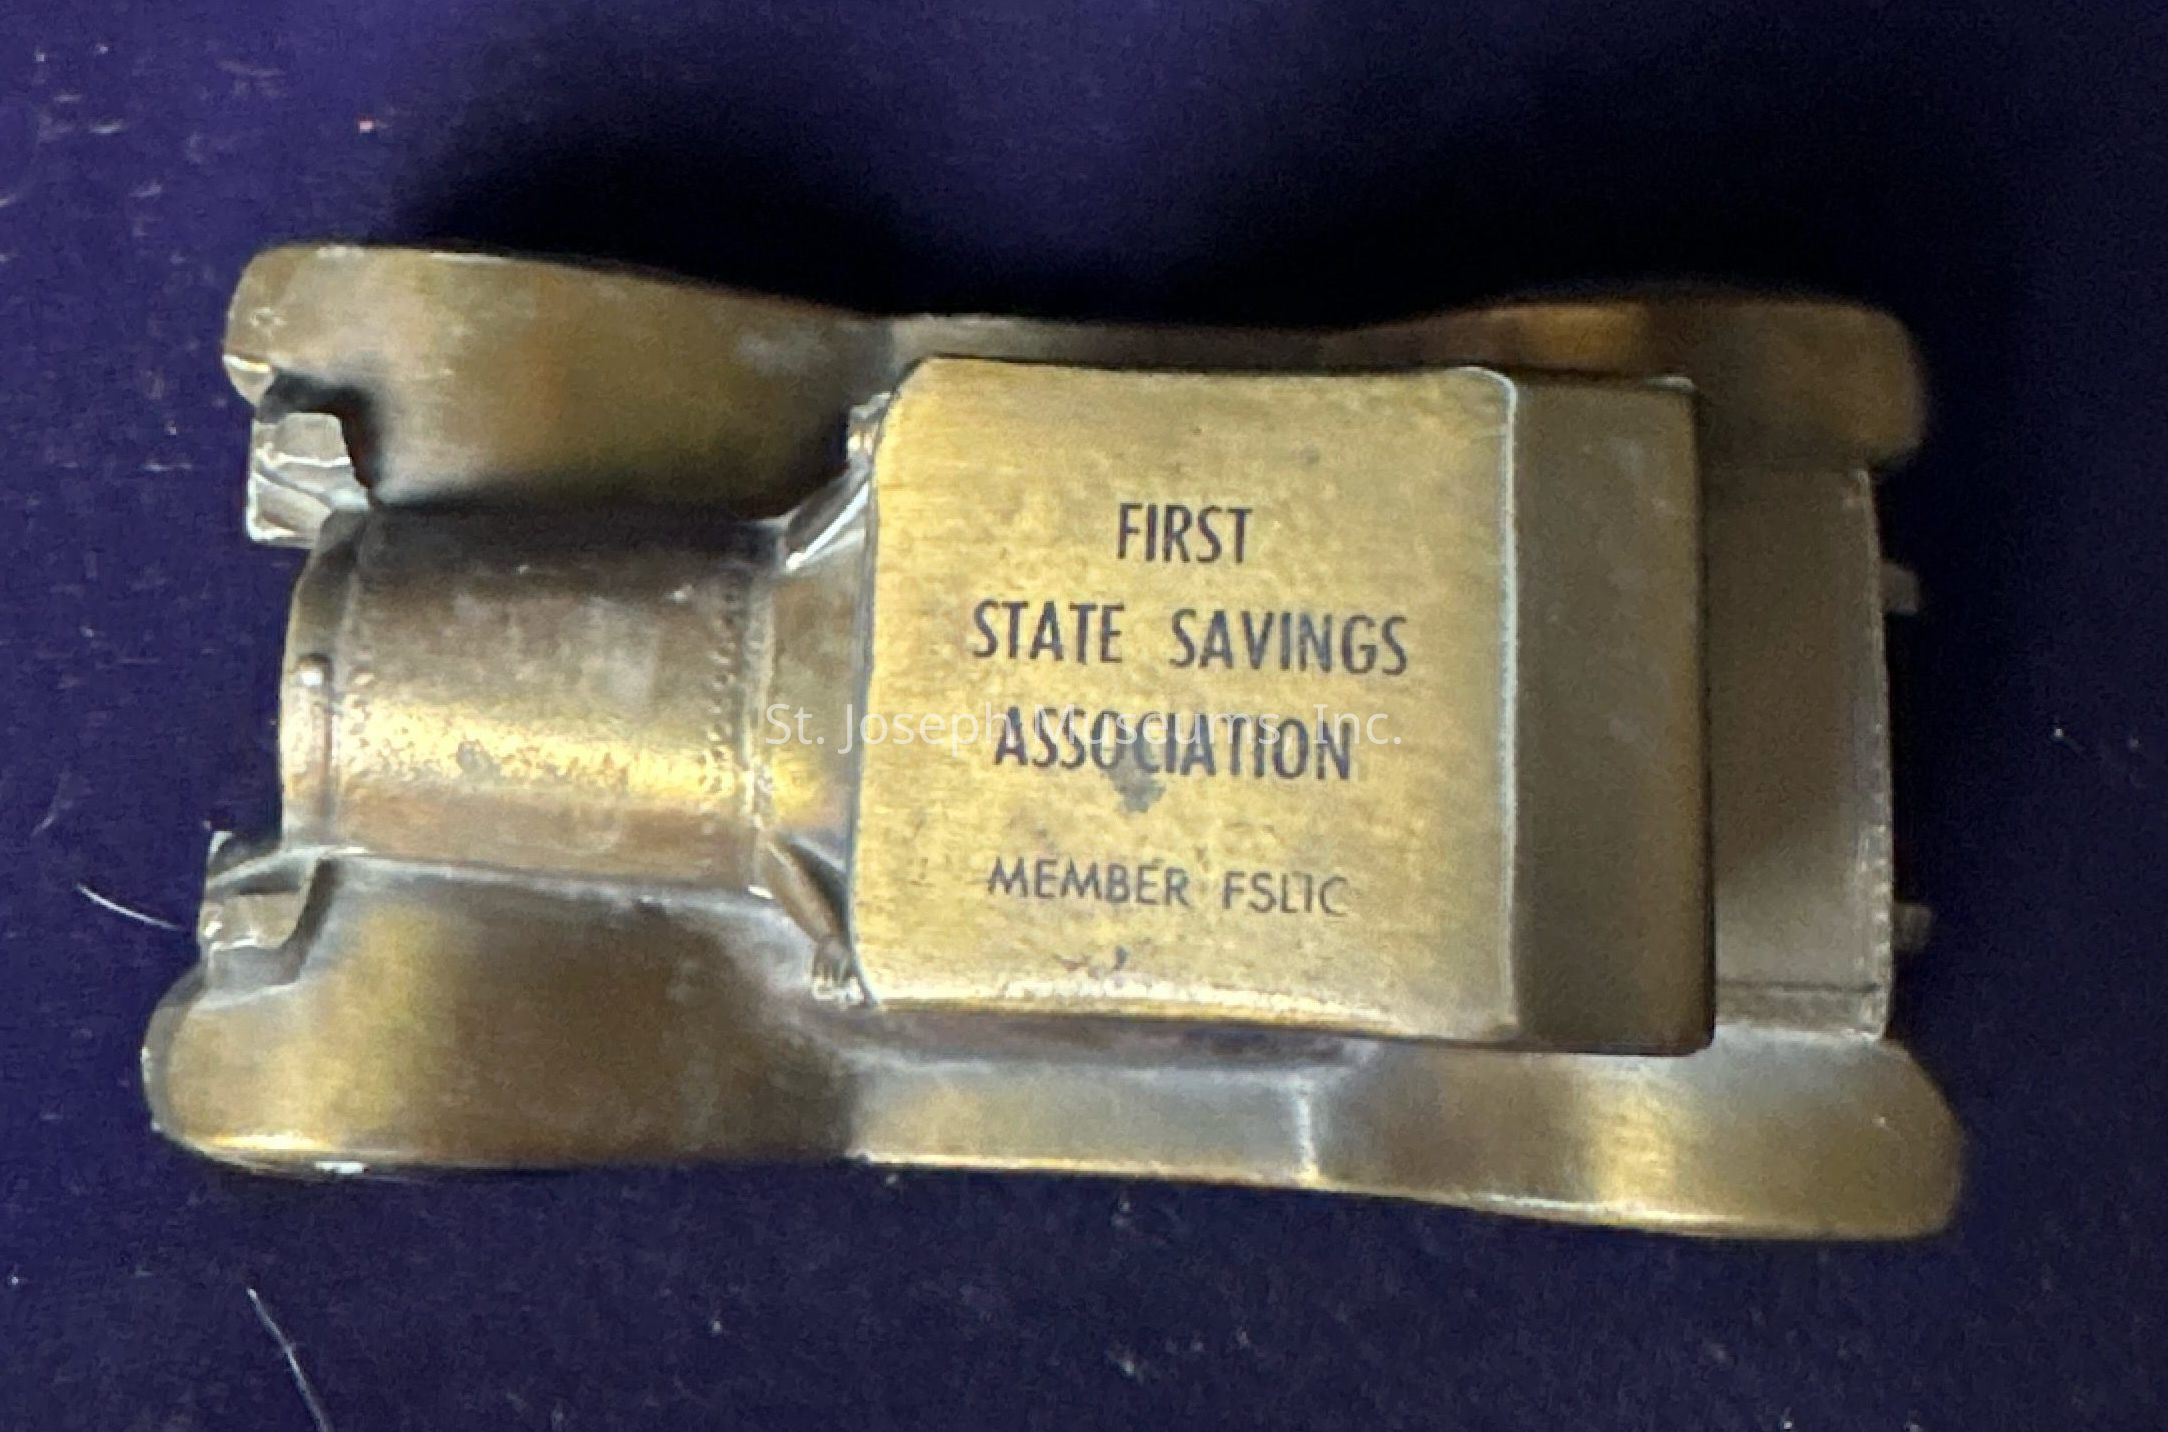 FIRST
STATE SAVINGS
ASSOCIATION
MEMBER FSLIC
St. Joseph Museums, Inc.